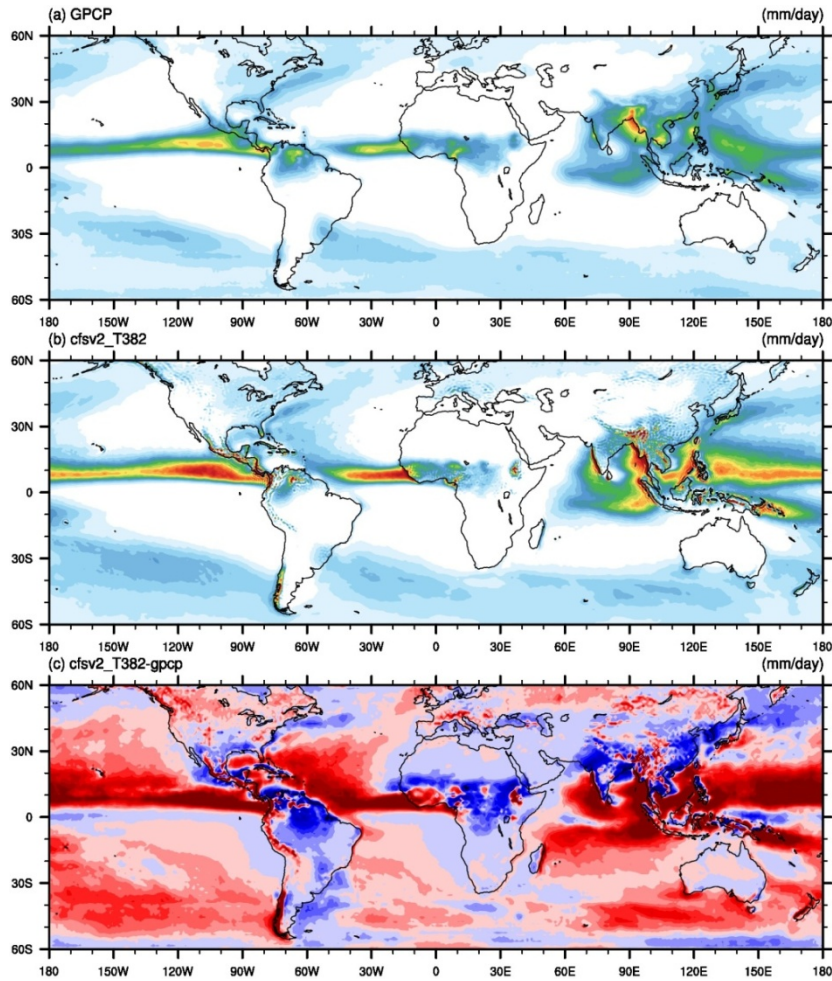 (a) GPCP (mm/day)
60N
30N
0
30S
60S
180 150W 120W 90W 60W 30W 0 30E 60E 90E 120E 150E 180
(b) cfsv2_T382 (mm/day)
60N
30N
0
30S
60S
180 150W 120W 90W 60W 30W 0 30E 60E 90E 120E 150E 180
(c) cfsv2_T382-gpcp (mm/day)
60N
30N
0
30S
60S
180 150W 120W 90W 60W 30W 0 30E 60E 90E 120E 150E 180